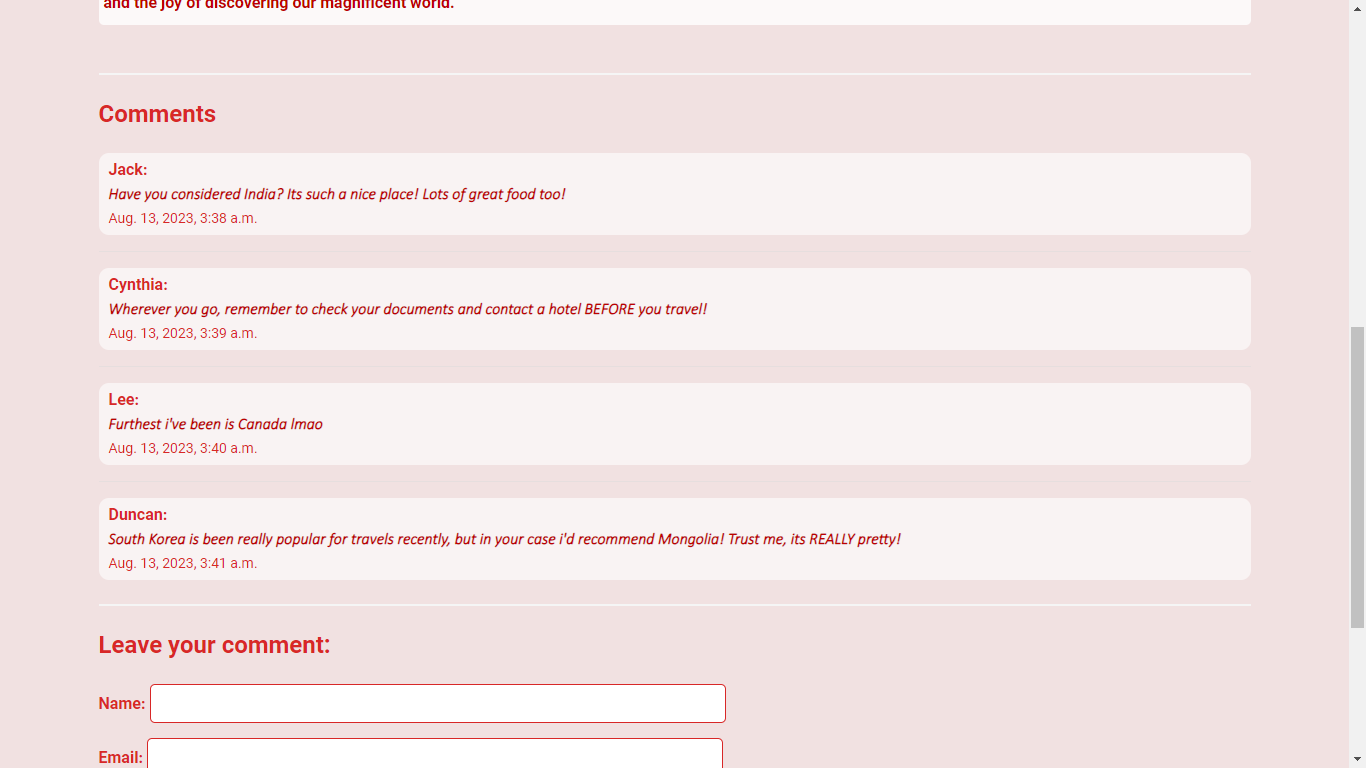 and the joy of discovering our magnificent world.
Comments
Jack:
Have you considered India? Its such a nice place! Lots of great food too!
Aug. 13, 2023, 3:38 a.m.
Cynthia:
Wherever you go, remember to check your documents and contact a hotel BEFORE you travel!
Aug. 13, 2023, 3:39 a.m.
Lee:
Furthest i've been is Canada lmao
Aug. 13, 2023, 3:40 a.m.
Duncan:
South Korea is been really popular for travels recently, but in your case i'd recommend Mongolia! Trust me, its REALLY pretty!
Aug. 13, 2023, 3:41 a.m.
Leave your comment:
Name:
Email: